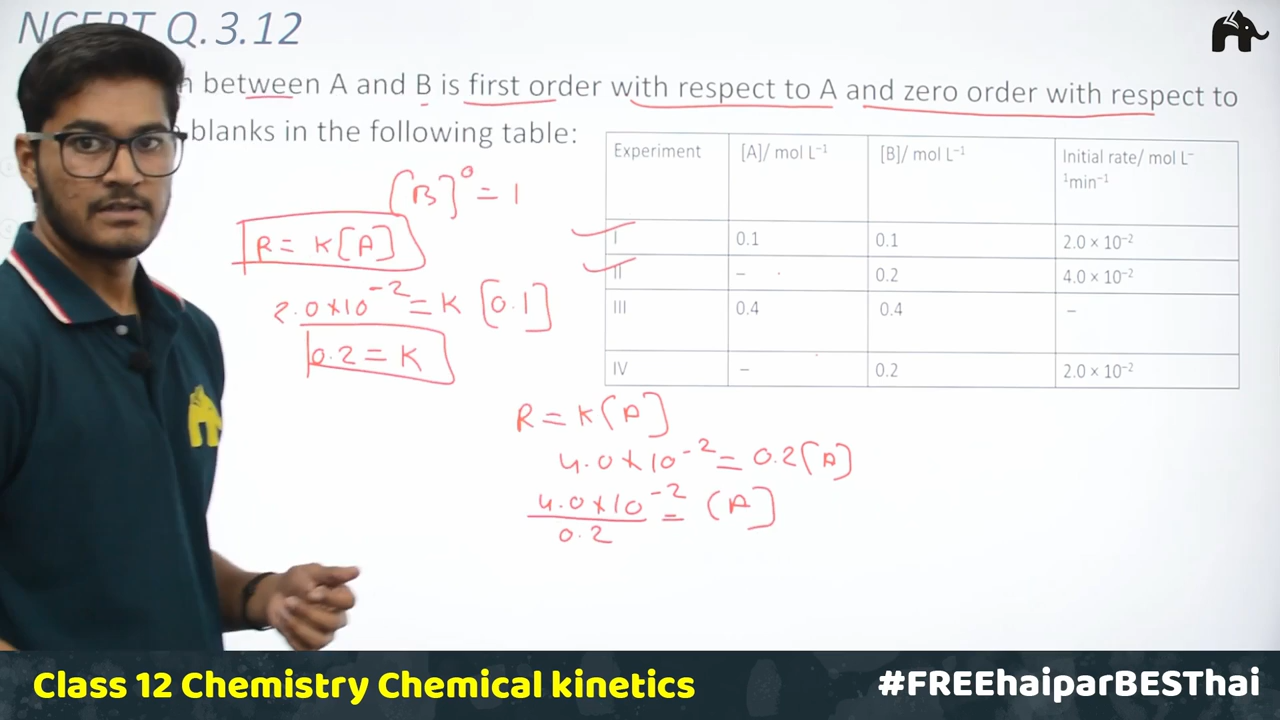 NCERT Q.3.12
n between A and B is first order with respect to A and zero order with respect to
blanks in the following table:
Experiment [A]/ mol L⁻¹ [B]/ mol L⁻¹ Initial rate/ mol L⁻
¹min⁻¹
I 0.1 0.1 2.0 × 10⁻²
II – 0.2 4.0 × 10⁻²
III 0.4 0.4 –
IV – 0.2 2.0 × 10⁻²
[B]⁰ = 1
R = K[A]
2.0×10⁻² = K [0.1]
0.2 = K
R = K[A]
4.0×10⁻² = 0.2[A]
4.0×10⁻² = [A]
0.2
Class 12 Chemistry Chemical kinetics
#FREEhaiparBESThai